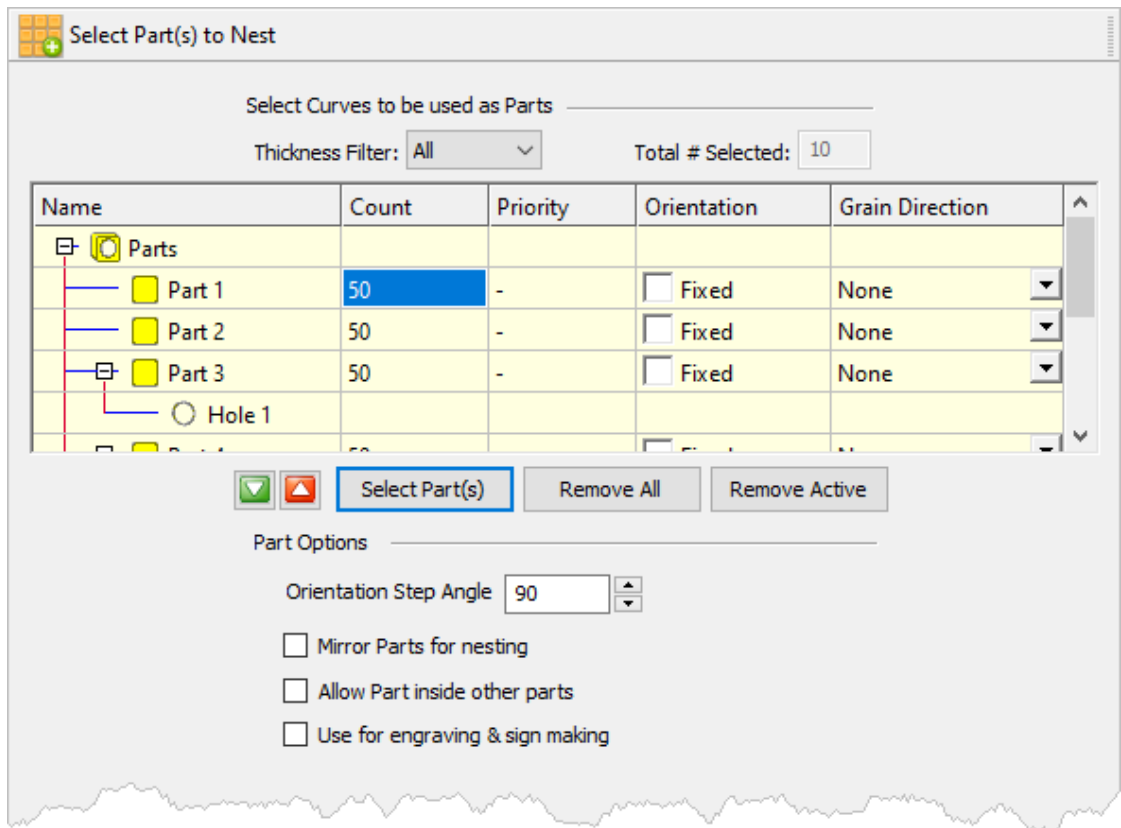 Select Part(s) to Nest
Select Curves to be used as Parts
Thickness Filter: All Total # Selected: 10
Name Count Priority Orientation Grain Direction
Parts
Part 1 50 - Fixed None
Part 2 50 - Fixed None
Part 3 50 - Fixed None
Hole 1
Select Part(s) Remove All Remove Active
Part Options
Orientation Step Angle 90
Mirror Parts for nesting
Allow Part inside other parts
Use for engraving & sign making